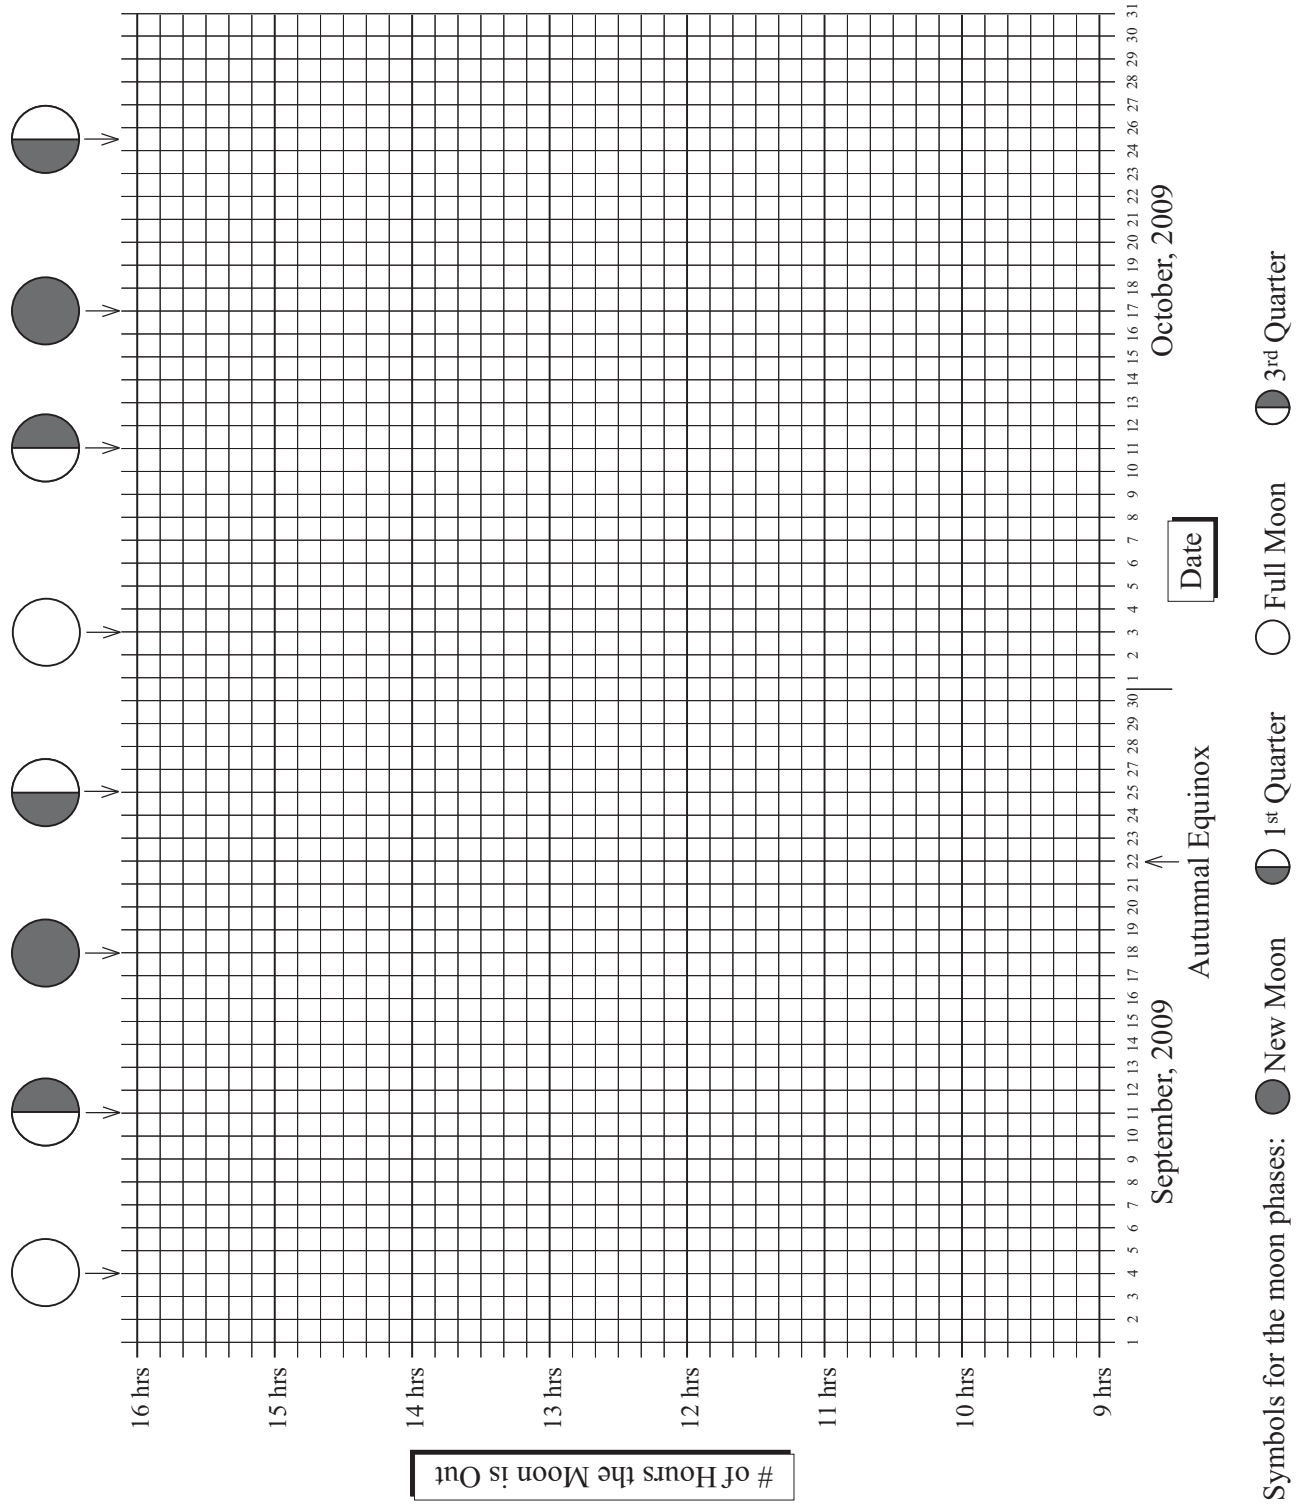 # of Hours the Moon is Out
16 hrs
15 hrs
14 hrs
13 hrs
12 hrs
11 hrs
10 hrs
9 hrs
1 2 3 4 5 6 7 8 9 10 11 12 13 14 15 16 17 18 19 20 21 22 23 24 25 27 28 29 30 1 2 3 4 5 6 7 8 9 10 11 12 13 14 15 16 17 18 19 20 21 22 23 24 26 27 28 29 30 31
September, 2009
October, 2009
Autumnal Equinox
Date
Symbols for the moon phases: New Moon 1st Quarter Full Moon 3rd Quarter